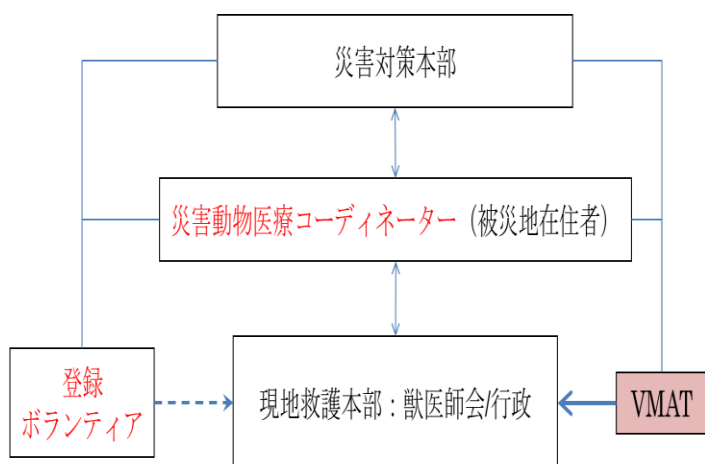 災害対策本部
災害動物医療コーディネーター（被災地在住者）
登録
ボランティア
現地救護本部：獣医師会/行政
VMAT